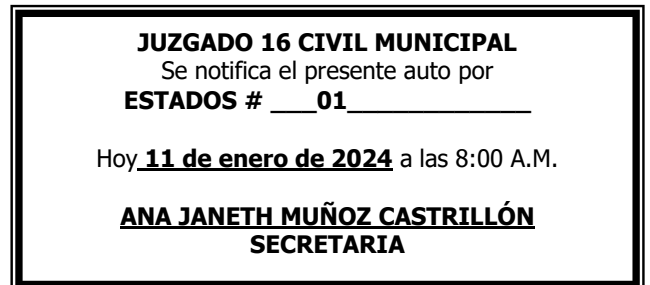 JUZGADO 16 CIVIL MUNICIPAL
Se notifica el presente auto por
ESTADOS # ___01____________
Hoy 11 de enero de 2024 a las 8:00 A.M.
ANA JANETH MUÑOZ CASTRILLÓN
SECRETARIA